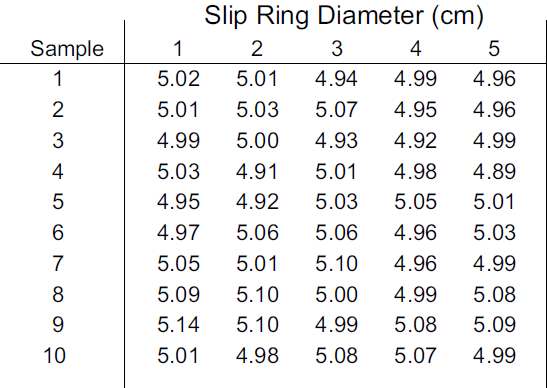 Slip Ring Diameter (cm)
Sample 1 2 3 4 5
1 5.02 5.01 4.94 4.99 4.96
2 5.01 5.03 5.07 4.95 4.96
3 4.99 5.00 4.93 4.92 4.99
4 5.03 4.91 5.01 4.98 4.89
5 4.95 4.92 5.03 5.05 5.01
6 4.97 5.06 5.06 4.96 5.03
7 5.05 5.01 5.10 4.96 4.99
8 5.09 5.10 5.00 4.99 5.08
9 5.14 5.10 4.99 5.08 5.09
10 5.01 4.98 5.08 5.07 4.99